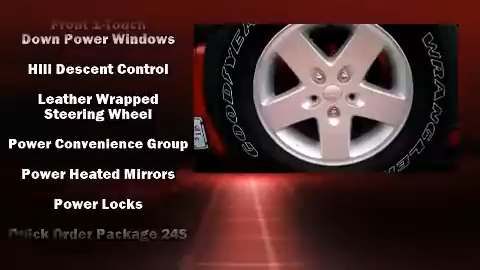 Front 1-Touch
Down Power Windows
HIll Descent Control
Leather Wrapped
Steering Wheel
Power Convenience Group
Power Heated Mirrors
Power Locks
Quick Order Package 24S
GOODYEAR
WRANGLER